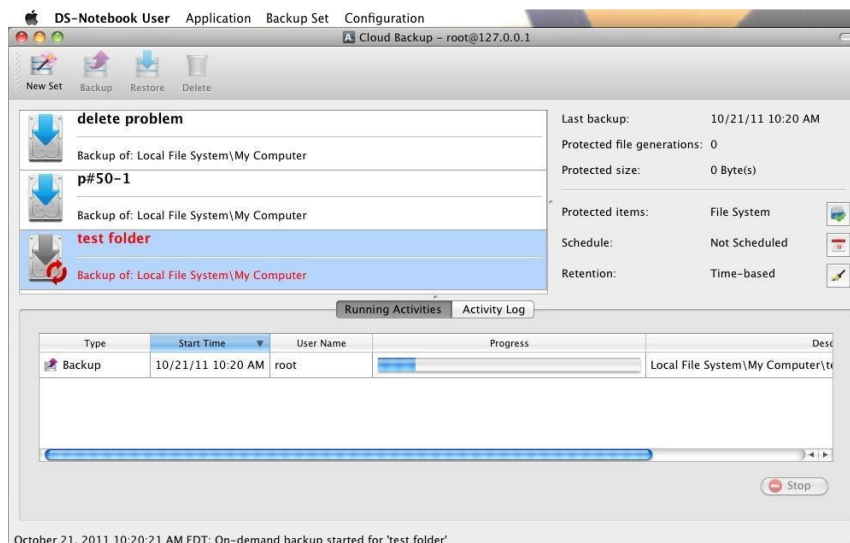 DS-Notebook User Application Backup Set Configuration
Cloud Backup – root@127.0.0.1
New Set Backup Restore Delete
delete problem
Backup of: Local File System\My Computer
p#50-1
Backup of: Local File System\My Computer
test folder
Backup of: Local File System\My Computer
Last backup: 10/21/11 10:20 AM
Protected file generations: 0
Protected size: 0 Byte(s)
Protected items: File System
Schedule: Not Scheduled
Retention: Time-based
Running Activities Activity Log
Type Start Time User Name Progress Desc
Backup 10/21/11 10:20 AM root Local File System\My Computer\te
Stop
October 21, 2011 10:20:21 AM EDT: On-demand backup started for 'test folder'